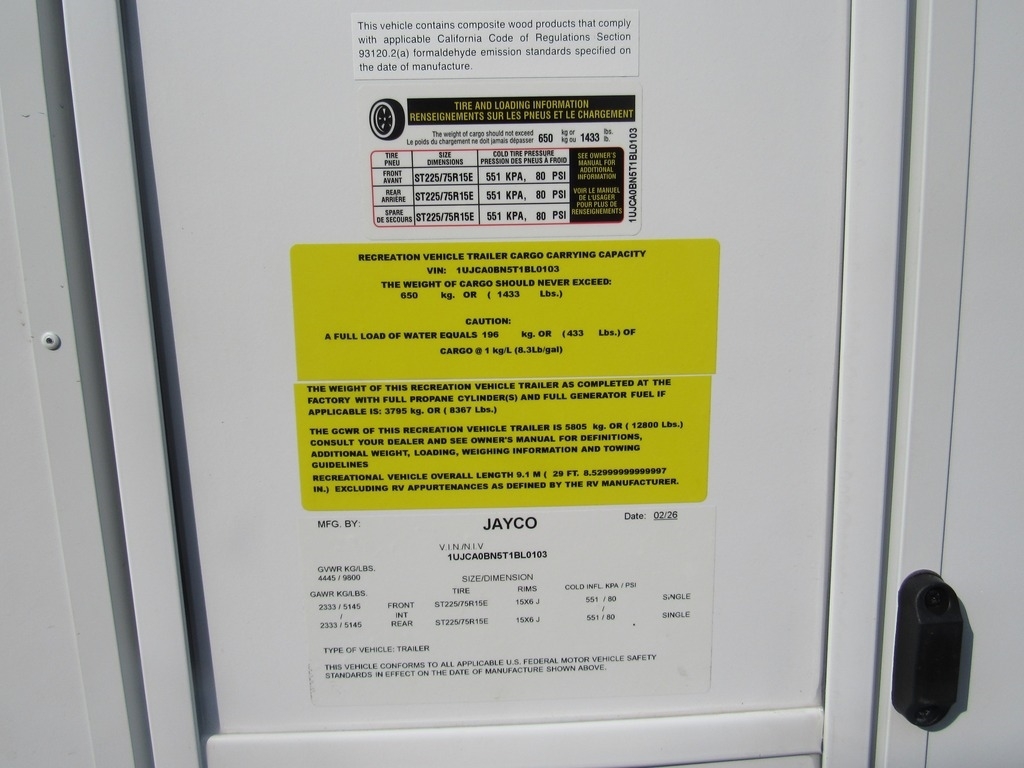 This vehicle contains composite wood products that comply
with applicable California Code of Regulations Section
93120.2(a) formaldehyde emission standards specified on
the date of manufacture.
TIRE AND LOADING INFORMATION
RENSEIGNEMENTS SUR LES PNEUS ET LE CHARGEMENT
The weight of cargo should not exceed 650 kg or 1433 lbs.
Le poids du chargement ne doit jamais dépasser kg ou lb.
TIRE SIZE COLD TIRE PRESSURE
PNEU DIMENSIONS PRESSION DES PNEUS A FROID
FRONT AVANT ST225/75R15E 551 KPA, 80 PSI
REAR ARRIÈRE ST225/75R15E 551 KPA, 80 PSI
SPARE DE SECOURS ST225/75R15E 551 KPA, 80 PSI
SEE OWNER'S
MANUAL FOR
ADDITIONAL
INFORMATION
VOIR LE MANUEL
DE L'USAGER
POUR PLUS DE
RENSEIGNEMENTS
1UJCA0BN5T1BL0103
RECREATION VEHICLE TRAILER CARGO CARRYING CAPACITY
VIN: 1UJCA0BN5T1BL0103
THE WEIGHT OF CARGO SHOULD NEVER EXCEED:
650 kg. OR ( 1433 Lbs.)
CAUTION:
A FULL LOAD OF WATER EQUALS 196 kg. OR (433 Lbs.) OF
CARGO @ 1 kg/L (8.3Lb/gal)
THE WEIGHT OF THIS RECREATION VEHICLE TRAILER AS COMPLETED AT THE
FACTORY WITH FULL PROPANE CYLINDER(S) AND FULL GENERATOR FUEL IF
APPLICABLE IS: 3795 kg. OR ( 8367 Lbs.)
THE GCWR OF THIS RECREATION VEHICLE TRAILER IS 5805 kg. OR ( 12800 Lbs.)
CONSULT YOUR DEALER AND SEE OWNER'S MANUAL FOR DEFINITIONS,
ADDITIONAL WEIGHT, LOADING, WEIGHING INFORMATION AND TOWING
GUIDELINES
RECREATIONAL VEHICLE OVERALL LENGTH 9.1 M ( 29 FT. 8.52999999999997
IN.) EXCLUDING RV APPURTENANCES AS DEFINED BY THE RV MANUFACTURER.
MFG. BY: JAYCO Date: 02/26
V.I.N./N.I.V
1UJCA0BN5T1BL0103
GVWR KG/LBS.
4445 / 9800
SIZE/DIMENSION
GAWR KG/LBS. TIRE RIMS COLD INFL. KPA / PSI
2333 / 5145 FRONT ST225/75R15E 15X6 J 551 / 80 SINGLE
/ INT /
2333 / 5145 REAR ST225/75R15E 15X6 J 551 / 80 SINGLE
TYPE OF VEHICLE: TRAILER
THIS VEHICLE CONFORMS TO ALL APPLICABLE U.S. FEDERAL MOTOR VEHICLE SAFETY
STANDARDS IN EFFECT ON THE DATE OF MANUFACTURE SHOWN ABOVE.